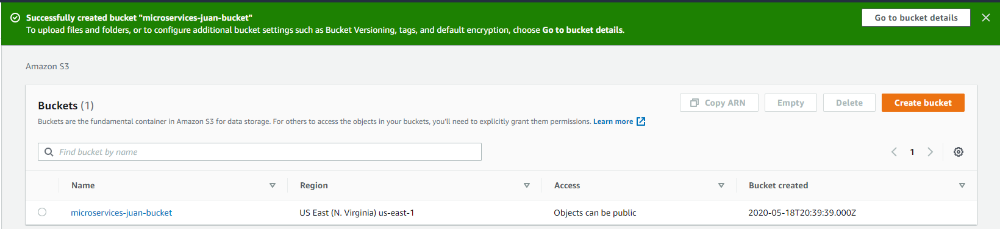 Successfully created bucket "microservices-juan-bucket"
To upload files and folders, or to configure additional bucket settings such as Bucket Versioning, tags, and default encryption, choose Go to bucket details.
Go to bucket details
Amazon S3
Buckets (1)
Copy ARN
Empty
Delete
Create bucket
Buckets are the fundamental container in Amazon S3 for data storage. For others to access the objects in your buckets, you'll need to explicitly grant them permissions. Learn more
Find bucket by name
1
Name Region Access Bucket created
microservices-juan-bucket US East (N. Virginia) us-east-1 Objects can be public 2020-05-18T20:39:39.000Z